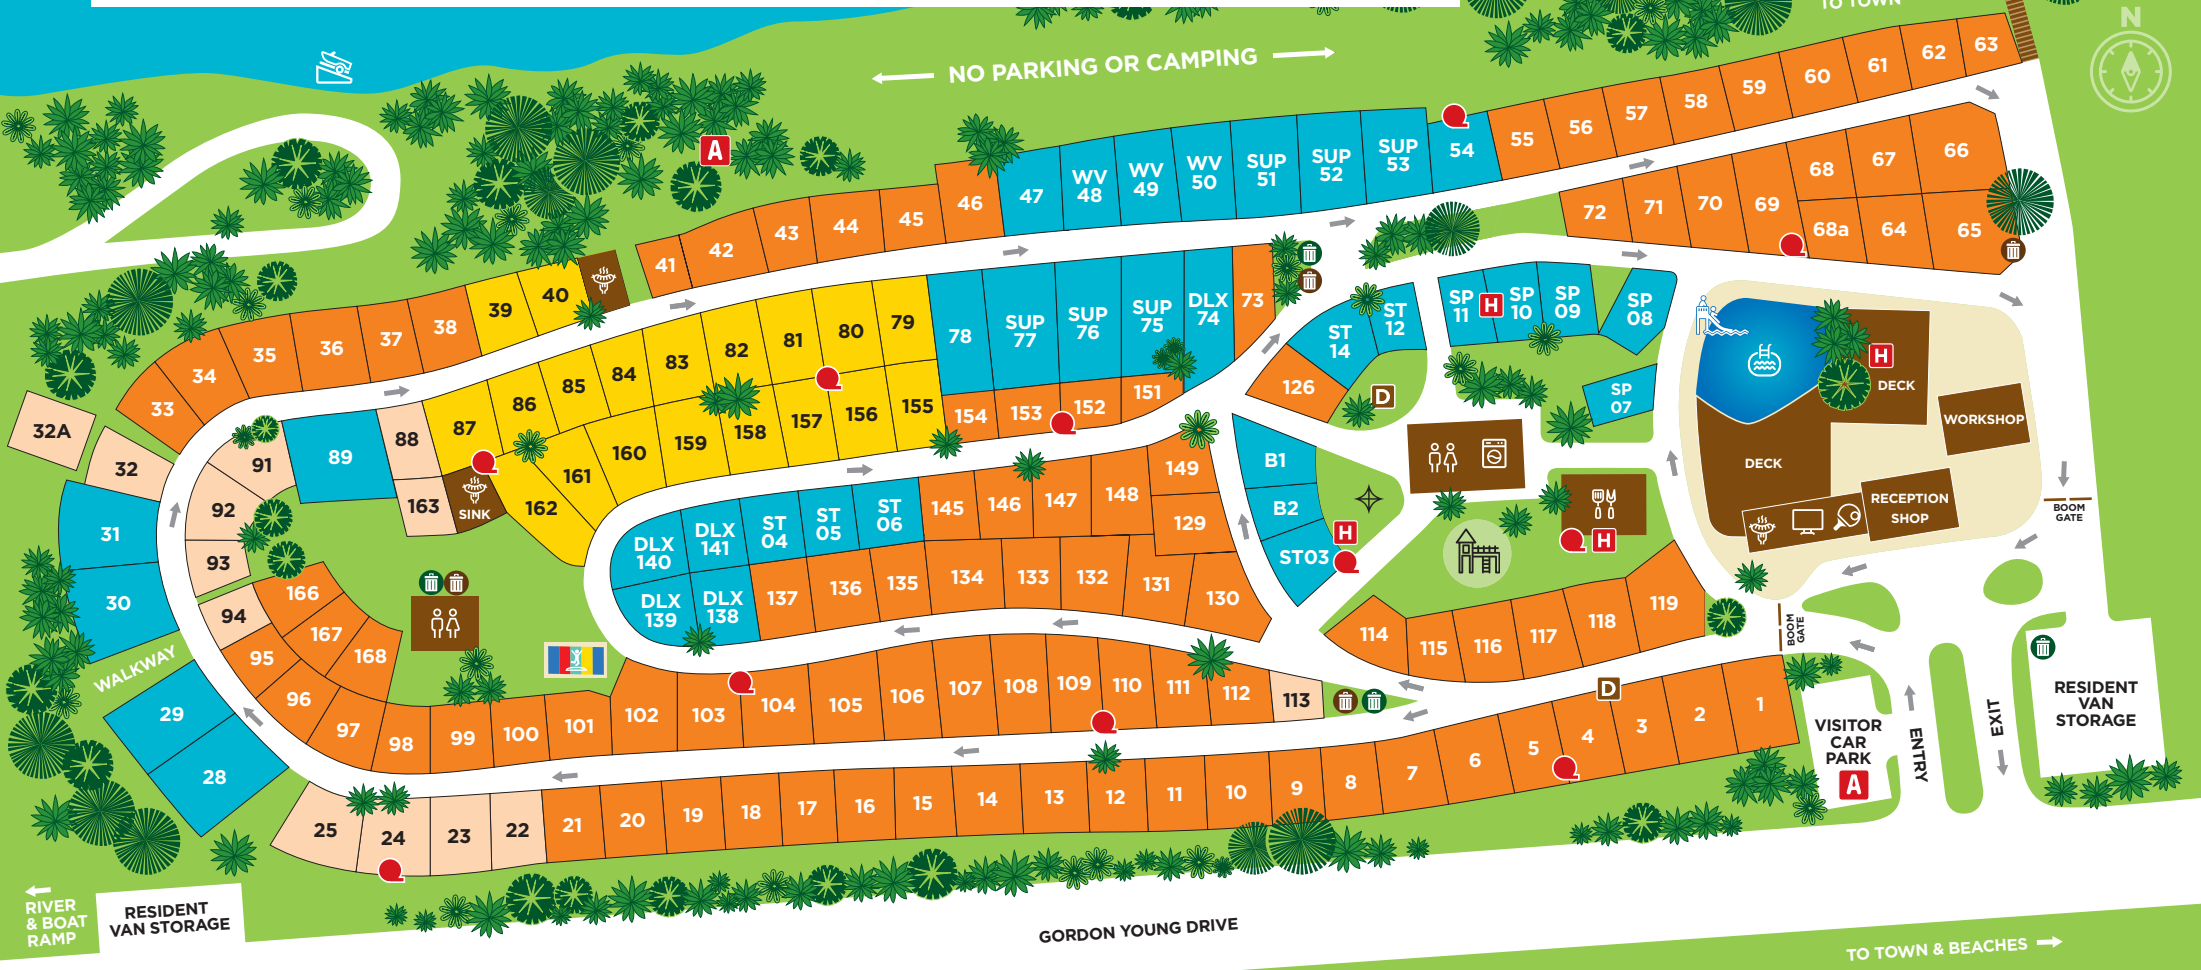 TO TOWN
N
NO PARKING OR CAMPING
A
63
62
61
60
59
58
57
56
55
54
SUP
53
SUP
52
SUP
51
WV
50
WV
49
WV
48
47
46
45
44
43
42
41
40
39
38
37
36
35
34
33
32A
32
31
30
WALKWAY
29
28
72
71
70
69
68
67
66
68a
64
65
73
DLX
74
SUP
75
SUP
76
SUP
77
78
79
80
81
82
83
84
85
86
87
88
89
91
92
93
94
95
96
97
98
99
100
101
102
103
104
105
106
107
108
109
110
111
112
113
163
SINK
162
161
160
159
158
157
156
155
154
153
152
151
166
167
168
DLX
140
DLX
141
ST
04
ST
05
ST
06
145
146
147
148
149
129
DLX
139
DLX
138
137
136
135
134
133
132
131
130
ST
14
ST
12
126
D
SP
11
H
SP
10
SP
09
SP
08
SP
07
B1
B2
ST03
H
H
H
DECK
DECK
WORKSHOP
RECEPTION
SHOP
BOOM
GATE
BOOM
GATE
114
115
116
117
118
119
D
1
2
3
4
5
6
7
8
9
10
11
12
13
14
15
16
17
18
19
20
21
22
23
24
25
VISITOR
CAR
PARK
A
ENTRY
EXIT
RESIDENT
VAN
STORAGE
RIVER
& BOAT
RAMP
RESIDENT
VAN STORAGE
GORDON YOUNG DRIVE
TO TOWN & BEACHES